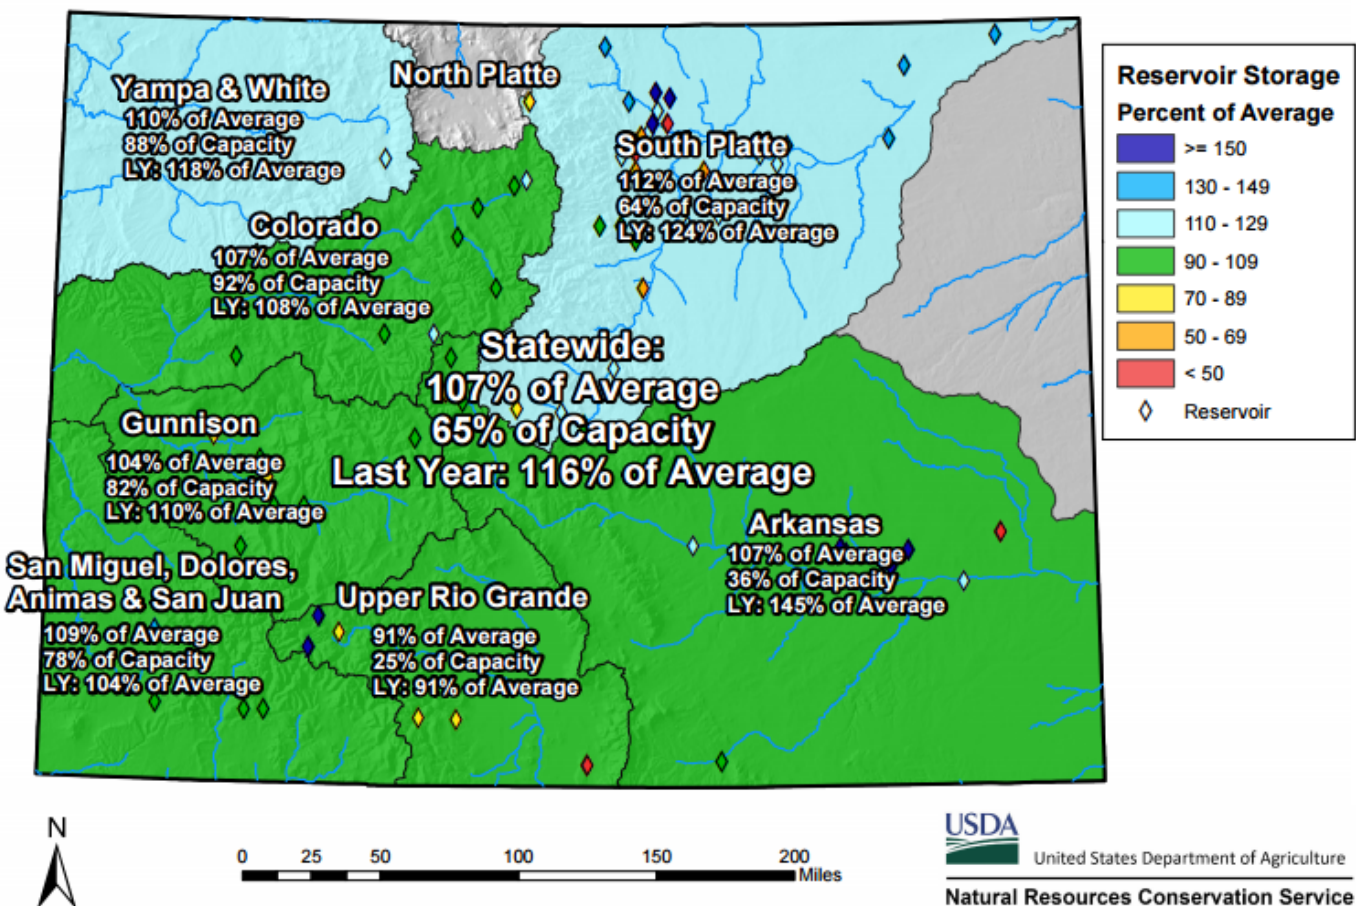 North Platte
Yampa & White
110% of Average
88% of Capacity
LY: 118% of Average
South Platte
112% of Average
64% of Capacity
LY: 124% of Average
Colorado
107% of Average
92% of Capacity
LY: 108% of Average
Statewide:
107% of Average
65% of Capacity
Last Year: 116% of Average
Gunnison
104% of Average
82% of Capacity
LY: 110% of Average
Arkansas
107% of Average
36% of Capacity
LY: 145% of Average
San Miguel, Dolores,
Animas & San Juan
109% of Average
78% of Capacity
LY: 104% of Average
Upper Rio Grande
91% of Average
25% of Capacity
LY: 91% of Average
Reservoir Storage
Percent of Average
>= 150
130 - 149
110 - 129
90 - 109
70 - 89
50 - 69
< 50
Reservoir
N
0 25 50 100 150 200
Miles
USDA
United States Department of Agriculture
Natural Resources Conservation Service